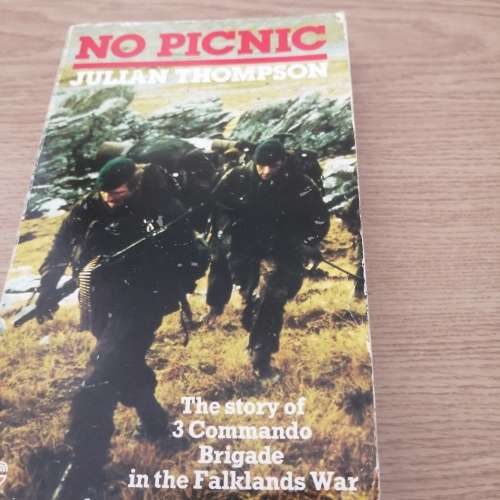 NO PICNIC
JULIAN THOMPSON
The story of
3 Commando
Brigade
in the Falklands War